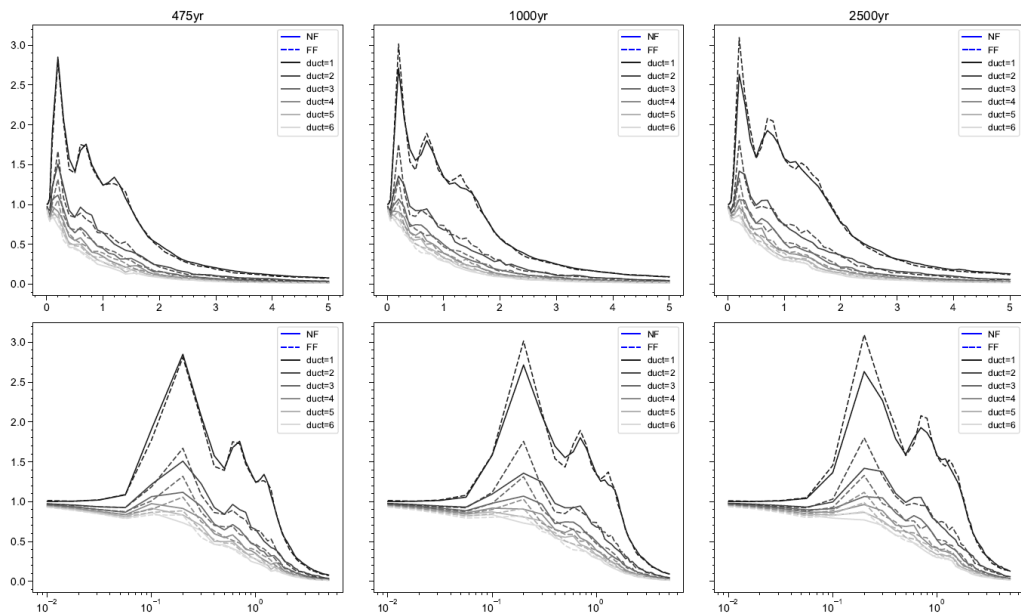 475yr
1000yr
2500yr
3.0
2.5
2.0
1.5
1.0
0.5
0.0
NF
FF
duct=1
duct=2
duct=3
duct=4
duct=5
duct=6
NF
FF
duct=1
duct=2
duct=3
duct=4
duct=5
duct=6
NF
FF
duct=1
duct=2
duct=3
duct=4
duct=5
duct=6
0 1 2 3 4 5
0 1 2 3 4 5
0 1 2 3 4 5
3.0
2.5
2.0
1.5
1.0
0.5
0.0
NF
FF
duct=1
duct=2
duct=3
duct=4
duct=5
duct=6
NF
FF
duct=1
duct=2
duct=3
duct=4
duct=5
duct=6
NF
FF
duct=1
duct=2
duct=3
duct=4
duct=5
duct=6
10⁻² 10⁻¹ 10⁰
10⁻² 10⁻¹ 10⁰
10⁻² 10⁻¹ 10⁰